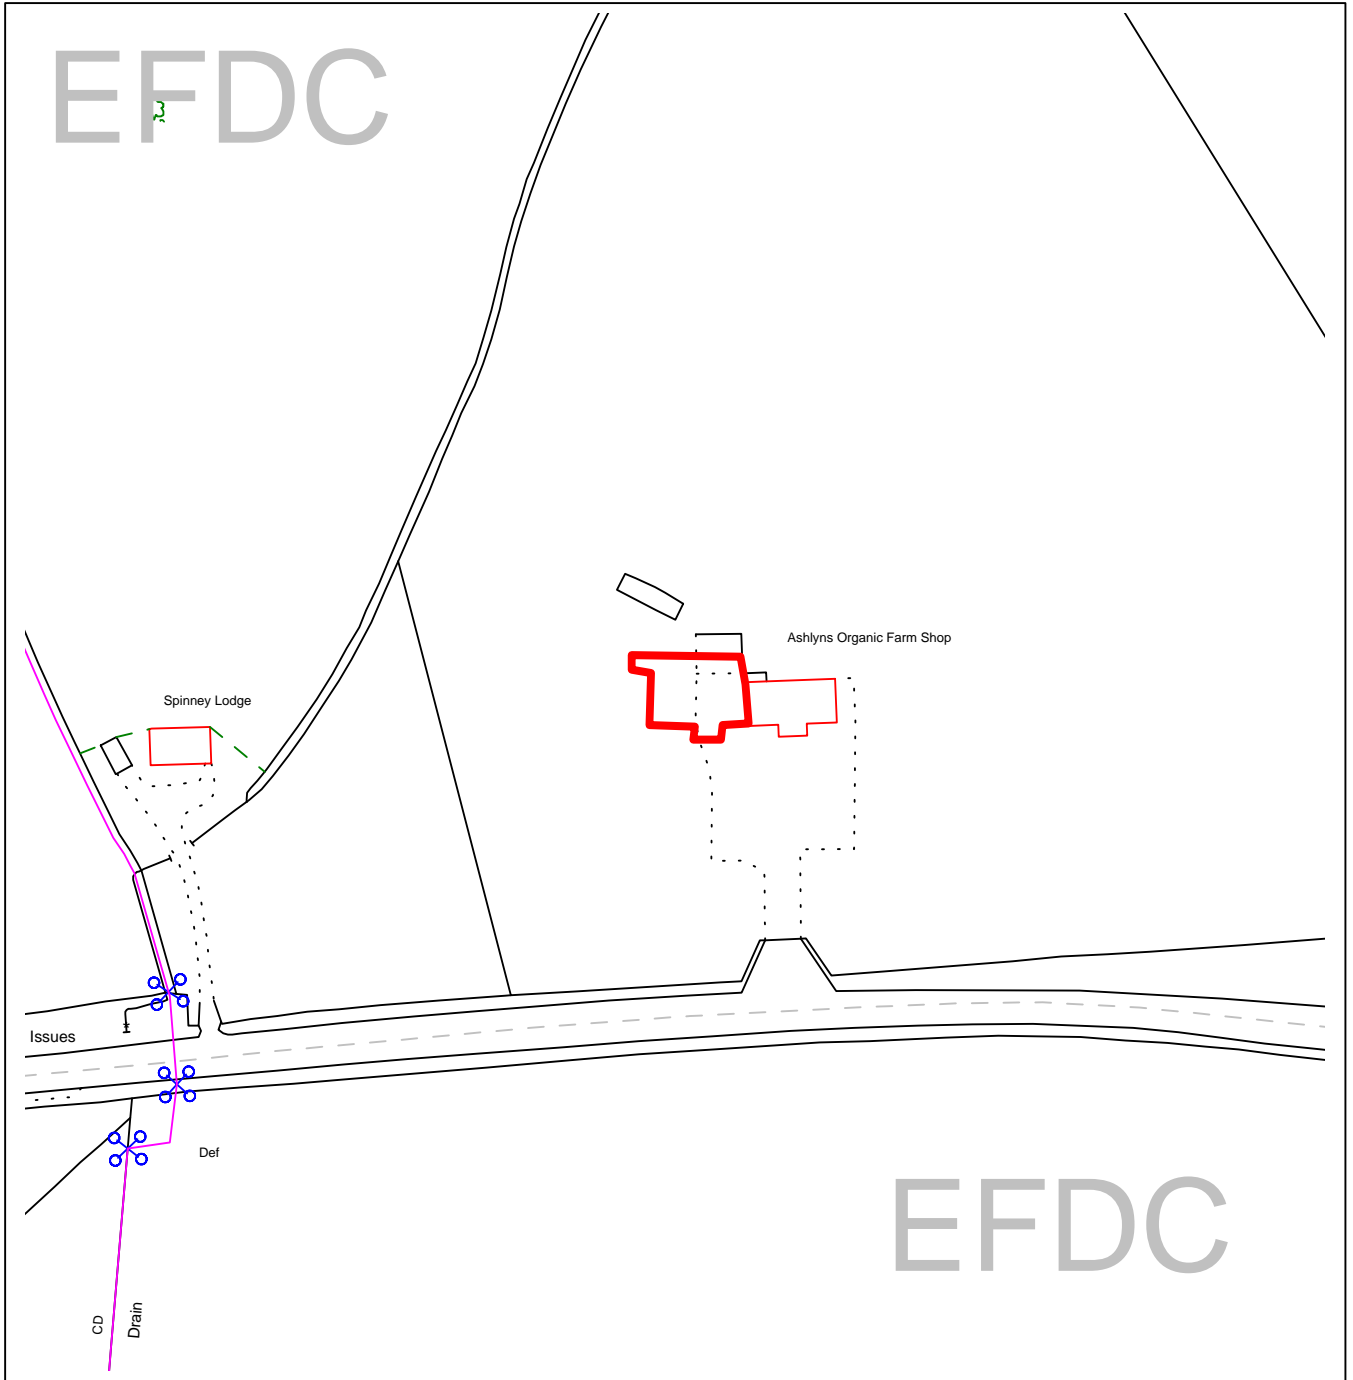 EFDC
Ashlyns Organic Farm Shop
Spinney Lodge
Issues
Def
EFDC
CD
Drain